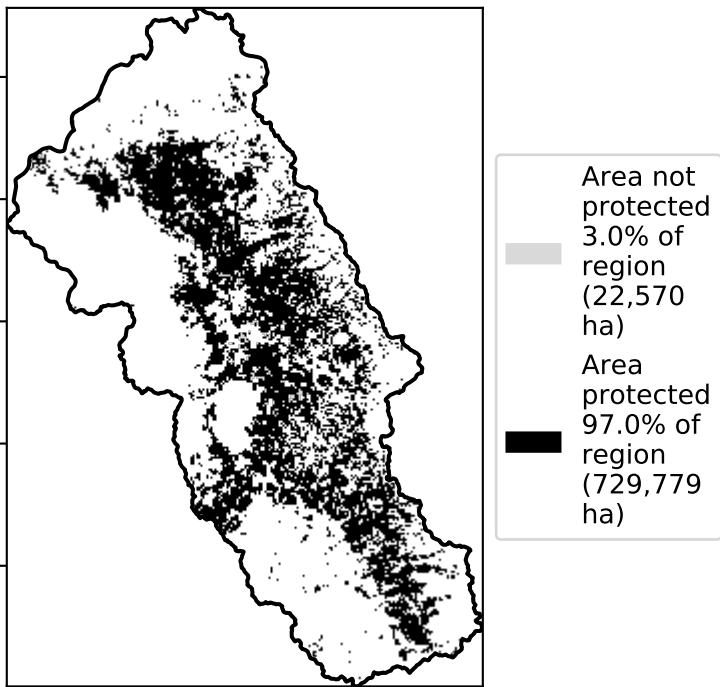 Area not
protected
3.0% of
region
(22,570
ha)
Area
protected
97.0% of
region
(729,779
ha)